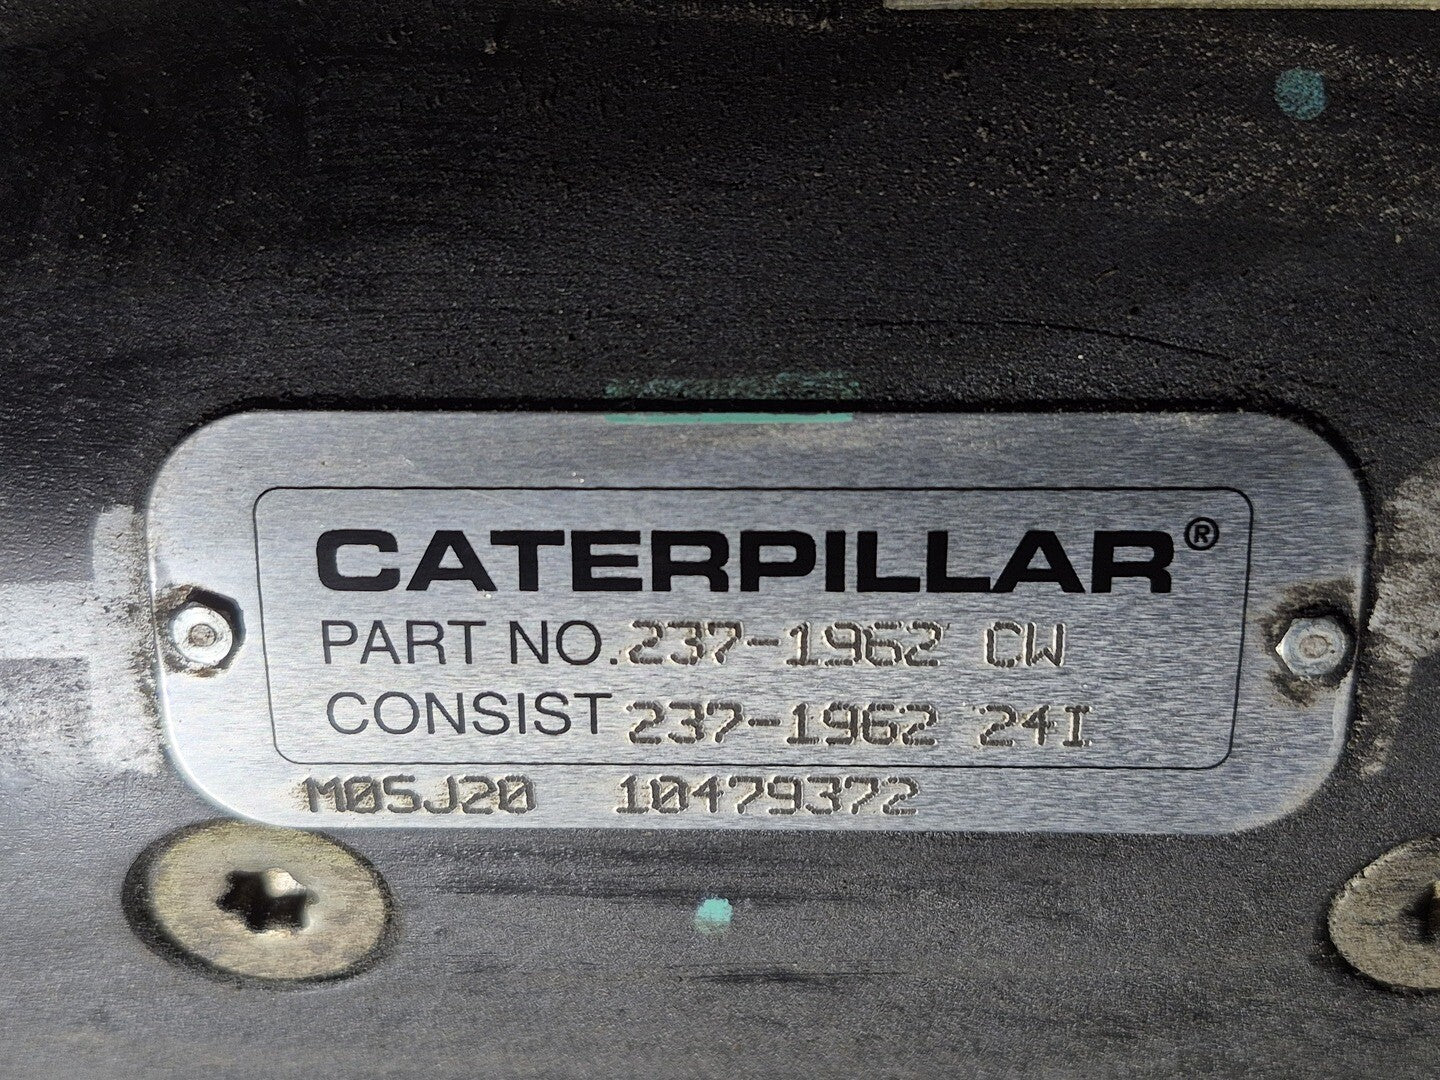 CATERPILLAR®
PART NO. 237-1962 CW
CONSIST 237-1962 24I
M05J20 10479372